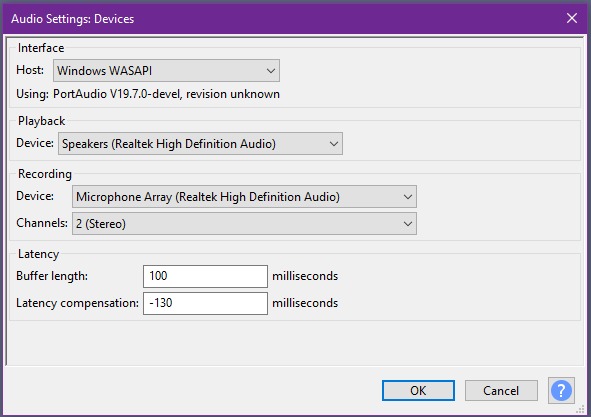 Audio Settings: Devices
Interface
Host: Windows WASAPI
Using: PortAudio V19.7.0-devel, revision unknown
Playback
Device: Speakers (Realtek High Definition Audio)
Recording
Device: Microphone Array (Realtek High Definition Audio)
Channels: 2 (Stereo)
Latency
Buffer length: 100 milliseconds
Latency compensation: -130 milliseconds
OK Cancel ?